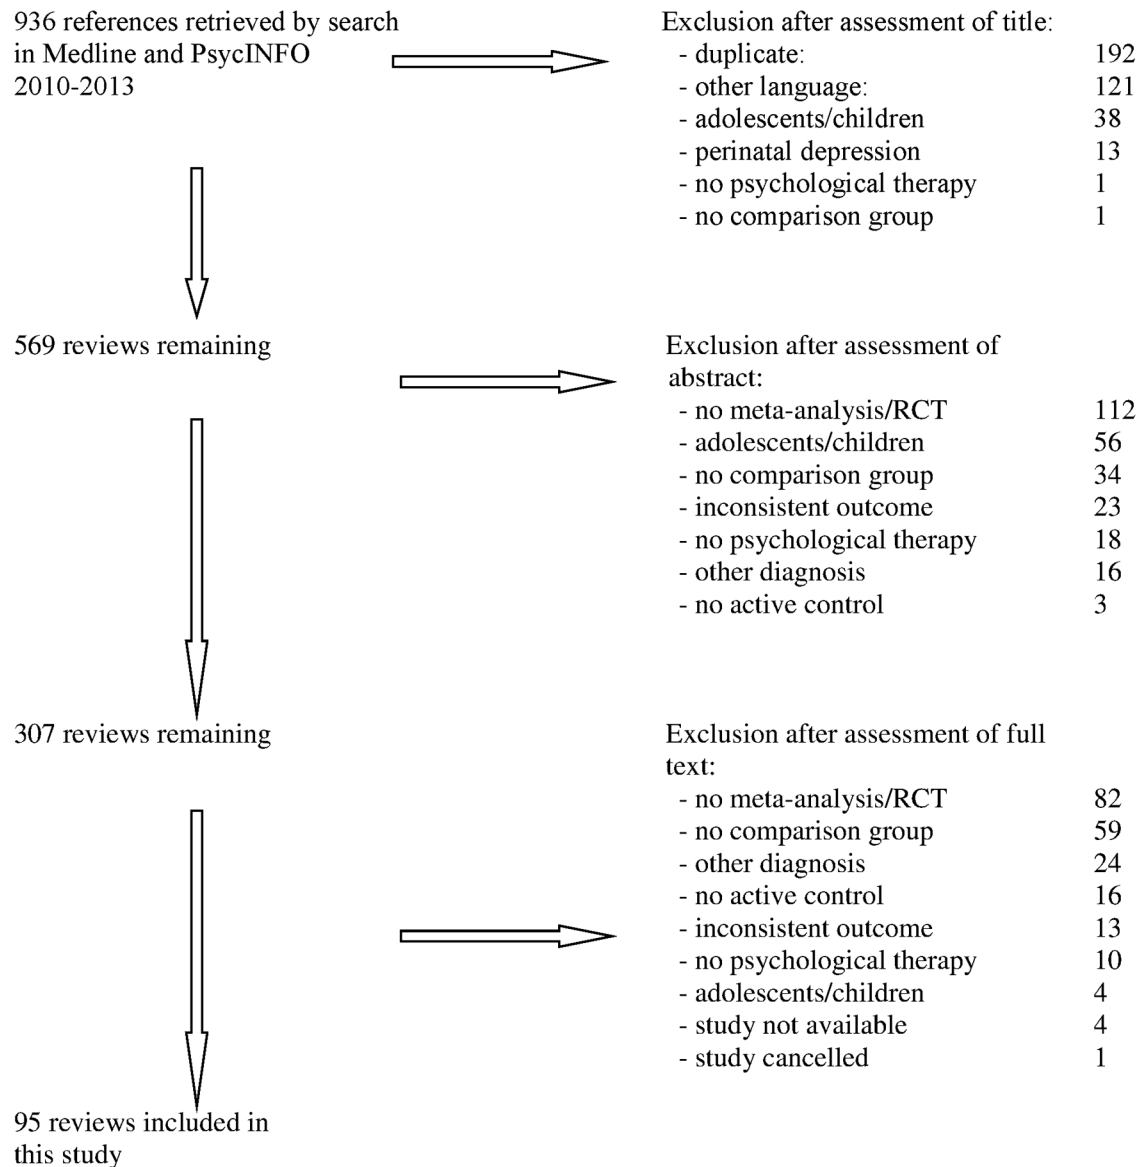 936 references retrieved by search
in Medline and PsycINFO
2010-2013
Exclusion after assessment of title:
- duplicate: 192
- other language: 121
- adolescents/children 38
- perinatal depression 13
- no psychological therapy 1
- no comparison group 1
569 reviews remaining
Exclusion after assessment of
abstract:
- no meta-analysis/RCT 112
- adolescents/children 56
- no comparison group 34
- inconsistent outcome 23
- no psychological therapy 18
- other diagnosis 16
- no active control 3
307 reviews remaining
Exclusion after assessment of full
text:
- no meta-analysis/RCT 82
- no comparison group 59
- other diagnosis 24
- no active control 16
- inconsistent outcome 13
- no psychological therapy 10
- adolescents/children 4
- study not available 4
- study cancelled 1
95 reviews included in
this study